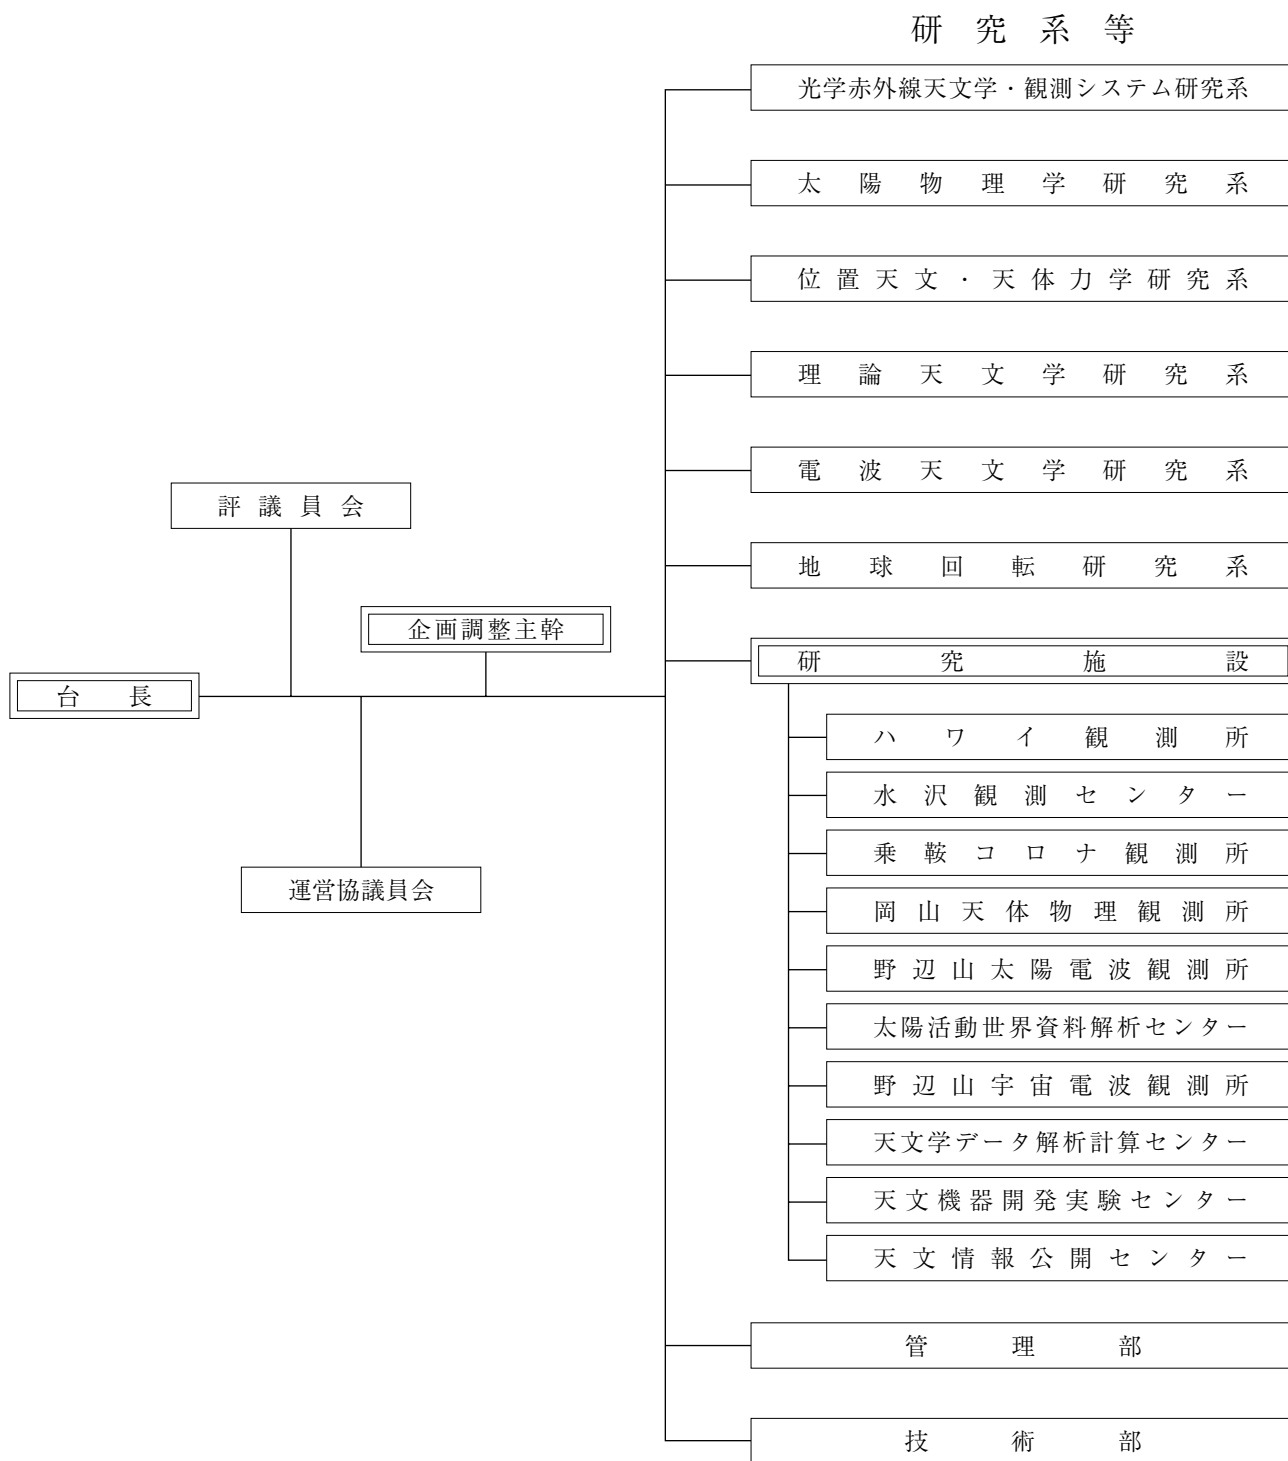 研究系等
光学赤外線天文学・観測システム研究系
太陽物理学研究系
位置天文・天体力学研究系
理論天文学研究系
電波天文学研究系
評議員会
地球回転研究系
企画調整主幹
研究施設
台長
ハワイ観測所
水沢観測センター
乗鞍コロナ観測所
運営協議員会
岡山天体物理観測所
野辺山太陽電波観測所
太陽活動世界資料解析センター
野辺山宇宙電波観測所
天文学データ解析計算センター
天文機器開発実験センター
天文情報公開センター
管理部
技術部